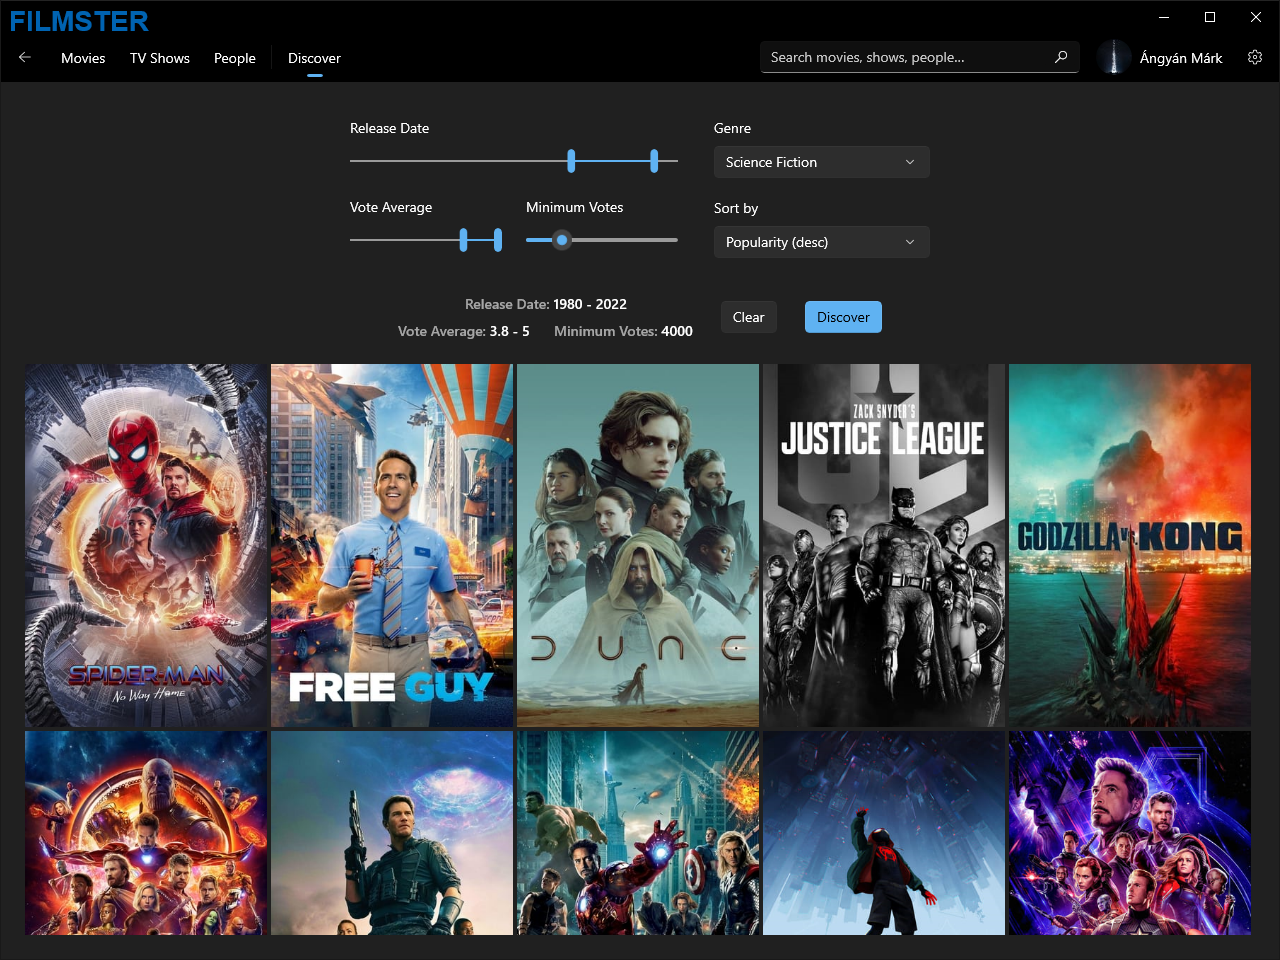 FILMSTER
Movies TV Shows People Discover
Search movies, shows, people...
Ángyán Márk
Release Date
Genre
Science Fiction
Vote Average
Minimum Votes
Sort by
Popularity (desc)
Release Date: 1980 - 2022
Vote Average: 3.8 - 5
Minimum Votes: 4000
Clear
Discover
SPIDER-MAN
No Way Home
FREE GUY
DUNE
ZACK SNYDER'S
JUSTICE LEAGUE
GODZILLA vs. KONG